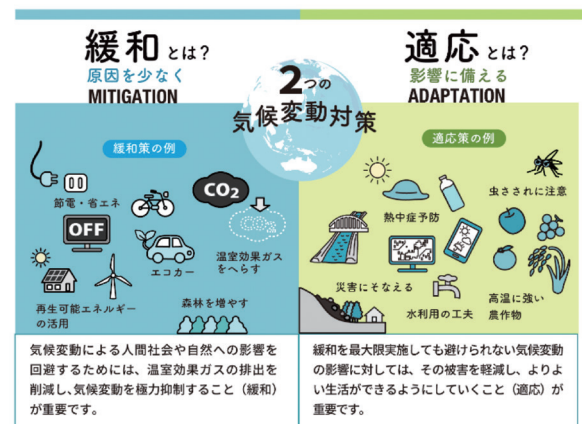 緩和とは?
原因を少なく
MITIGATION
2つの
気候変動対策
適応とは?
影響に備える
ADAPTATION
緩和策の例
節電・省エネ
OFF
エコカー
CO2
温室効果ガス
をへらす
再生可能エネルギー
の活用
森林を増やす
適応策の例
虫さされに注意
熱中症予防
災害にそなえる
水利用の工夫
高温に強い
農作物
気候変動による人間社会や自然への影響を
回避するためには、温室効果ガスの排出を
削減し、気候変動を極力抑制すること(緩和)
が重要です。
緩和を最大限実施しても避けられない気候変動
の影響に対しては、その被害を軽減し、よりよ
い生活ができるようにしていくこと(適応)が
重要です。